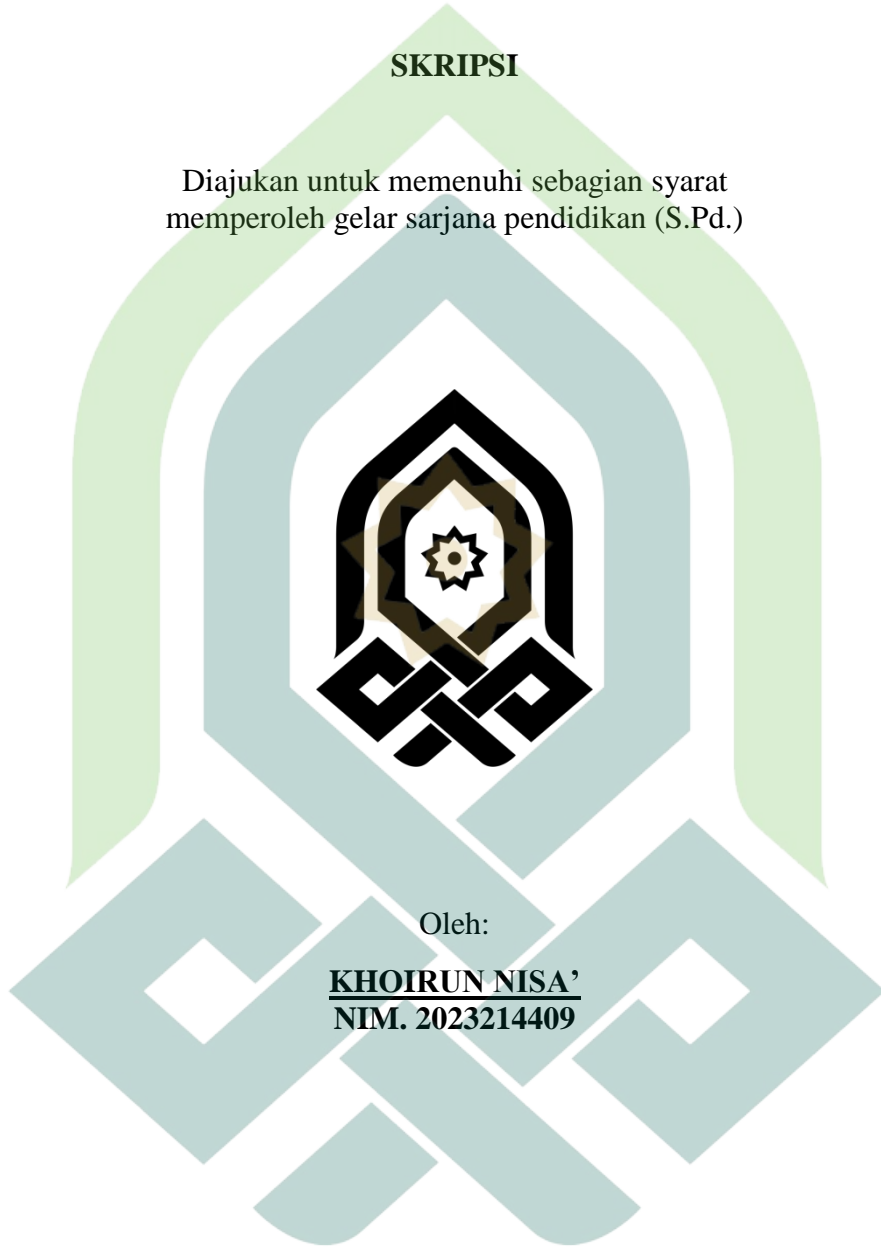 SKRIPSI
Diajukan untuk memenuhi sebagian syarat
memperoleh gelar sarjana pendidikan (S.Pd.)
Oleh:
KHOIRUN NISA’
NIM. 2023214409